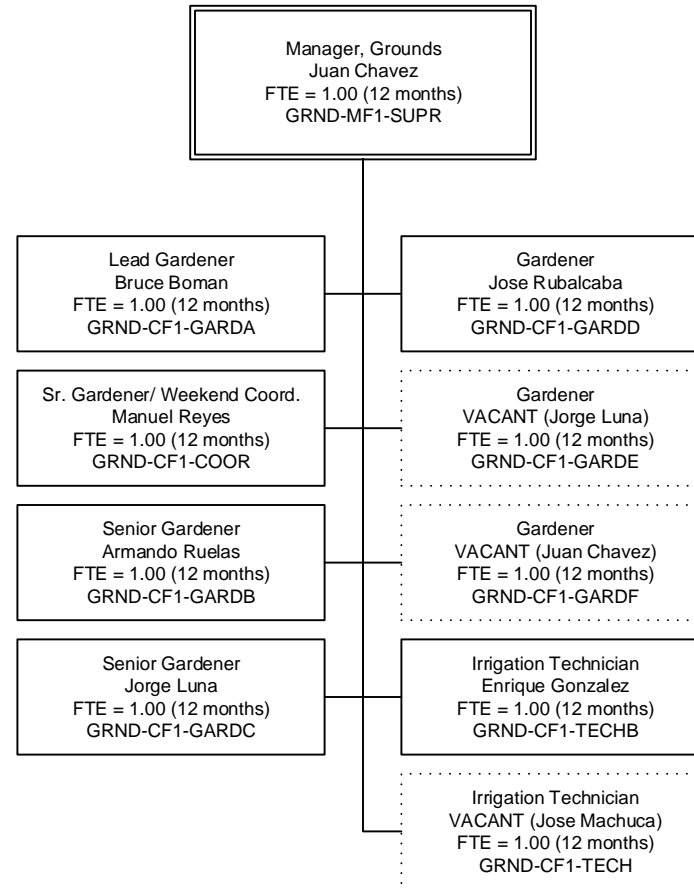 Manager, Grounds
Juan Chavez
FTE = 1.00 (12 months)
GRND-MF1-SUPR
Lead Gardener
Bruce Boman
FTE = 1.00 (12 months)
GRND-CF1-GARDA
Gardener
Jose Rubalcaba
FTE = 1.00 (12 months)
GRND-CF1-GARDD
Sr. Gardener/ Weekend Coord.
Manuel Reyes
FTE = 1.00 (12 months)
GRND-CF1-COOR
Gardener
VACANT (Jorge Luna)
FTE = 1.00 (12 months)
GRND-CF1-GARDE
Senior Gardener
Armando Ruelas
FTE = 1.00 (12 months)
GRND-CF1-GARDB
Gardener
VACANT (Juan Chavez)
FTE = 1.00 (12 months)
GRND-CF1-GARDF
Senior Gardener
Jorge Luna
FTE = 1.00 (12 months)
GRND-CF1-GARDC
Irrigation Technician
Enrique Gonzalez
FTE = 1.00 (12 months)
GRND-CF1-TECHB
Irrigation Technician
VACANT (Jose Machuca)
FTE = 1.00 (12 months)
GRND-CF1-TECH